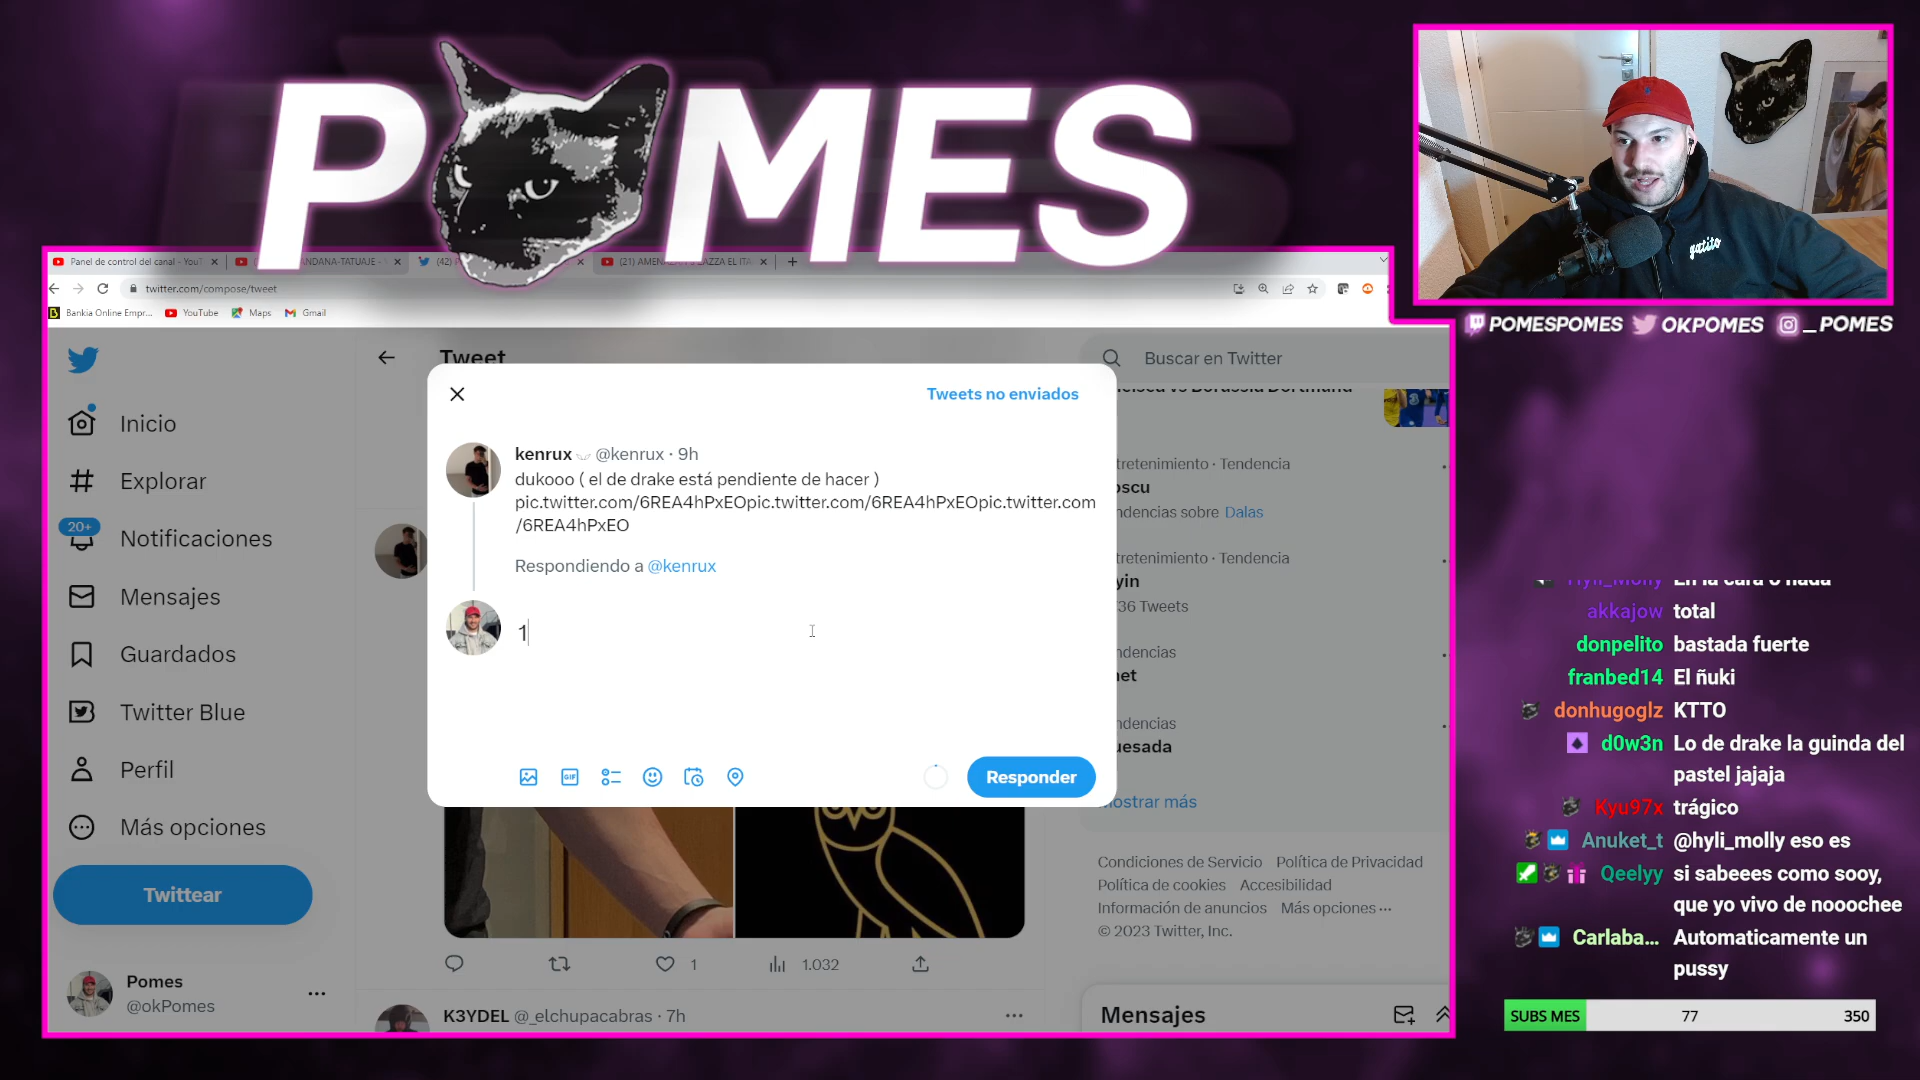 POMES
Panel de control del canal - YouT
ANDANA-TATUAJE -
(42)
(21) AMENAZA
AZZA EL ITA
twitter.com/compose/tweet
Bankia Online Empr...
YouTube
Maps
Gmail
POMESPOMES
OKPOMES
_POMES
gatito
Tweet
Buscar en Twitter
Inicio
Explorar
20+
Notificaciones
Mensajes
Guardados
Twitter Blue
Perfil
Más opciones
Twittear
Pomes
@okPomes
Tweets no enviados
kenrux @kenrux · 9h
dukooo ( el de drake está pendiente de hacer )
pic.twitter.com/6REA4hPxEOpic.twitter.com/6REA4hPxEOpic.twitter.com
/6REA4hPxEO
Respondiendo a @kenrux
1
GIF
Responder
1
1.032
K3YDEL @_elchupacabras · 7h
elsea vs Borussia Dortmund
tretenimiento · Tendencia
oscu
ndencias sobre Dalas
tretenimiento · Tendencia
yin
36 Tweets
ndencias
net
ndencias
uesada
ostrar más
Condiciones de Servicio Política de Privacidad
Política de cookies Accesibilidad
Información de anuncios Más opciones ···
© 2023 Twitter, Inc.
Mensajes
Hyli_Molly En la cara o nada
akkajow total
donpelito bastada fuerte
franbed14 El ñuki
donhugoglz KTTO
d0w3n Lo de drake la guinda del
pastel jajaja
Kyu97x trágico
Anuket_t @hyli_molly eso es
Qeelyy si sabeees como sooy,
que yo vivo de nooochee
Carlaba... Automaticamente un
pussy
SUBS MES 77 350